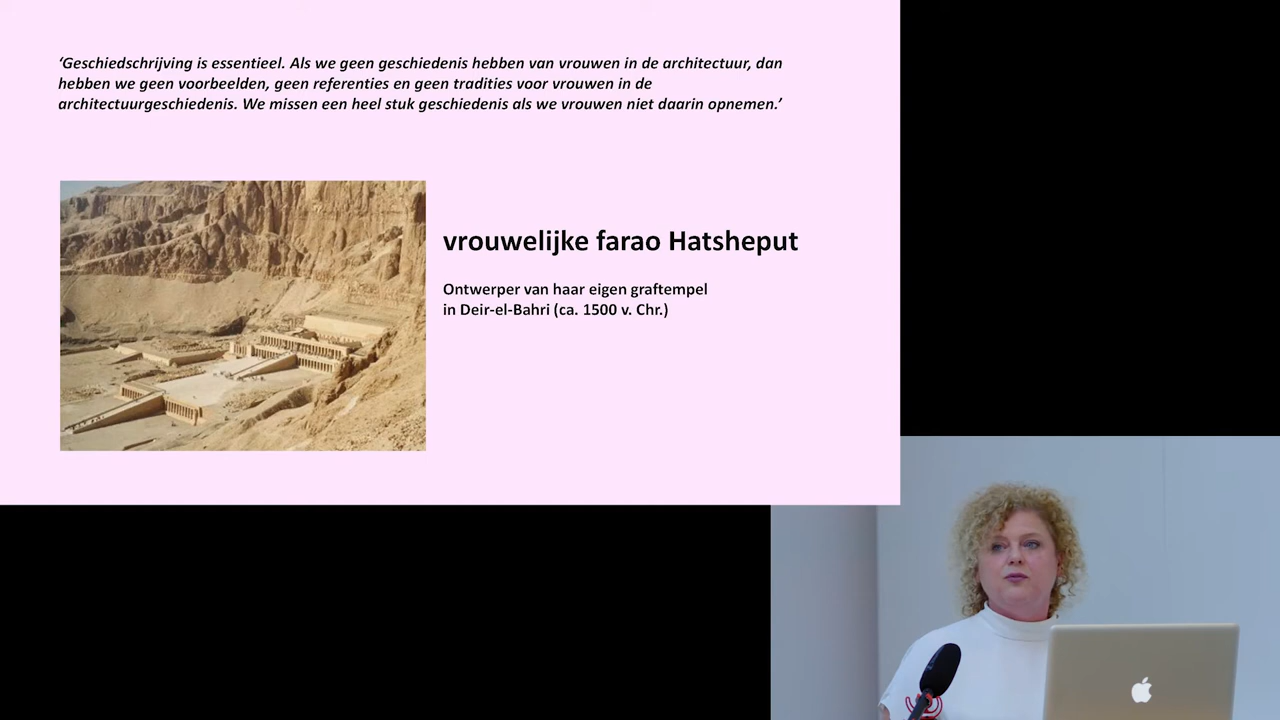 ‘Geschiedschrijving is essentieel. Als we geen geschiedenis hebben van vrouwen in de architectuur, dan
hebben we geen voorbeelden, geen referenties en geen tradities voor vrouwen in de
architectuurgeschiedenis. We missen een heel stuk geschiedenis als we vrouwen niet daarin opnemen.’
vrouwelijke farao Hatsheput
Ontwerper van haar eigen graftempel
in Deir-el-Bahri (ca. 1500 v. Chr.)